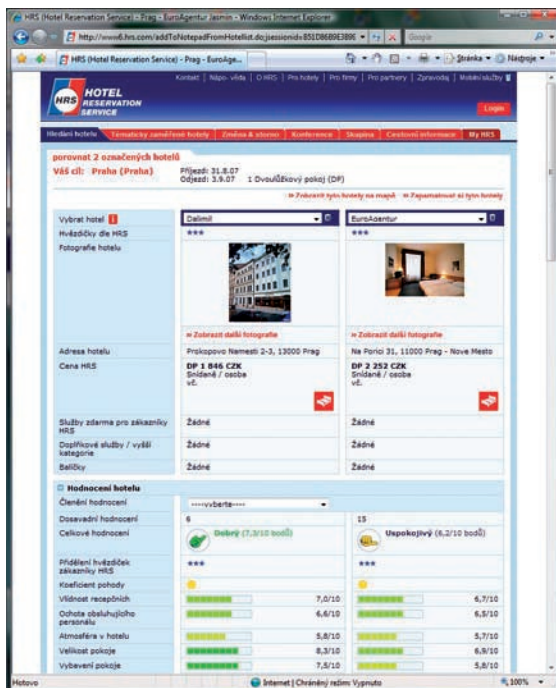 HRS (Hotel Reservation Service) - Prag - EuroAgentur Jasmin - Windows Internet Explorer
Google
HRS (Hotel Reservation Service) - Prag - EuroAge...
Stránka
Nástroje
Kontakt | Nápověda | O HRS | Pro hotely | Pro firmy | Pro partnery | Zpravodaj | Mobilní služby
HRS
HOTEL
RESERVATION
SERVICE
Login
Hledání hotelu
Tématicky zaměřené hotely
Změna & storno
Konference
Skupina
Cestovní informace
My HRS
porovnat 2 označených hotelů
Váš cíl: Praha (Praha)
Příjezd: 31.8.07
Odjezd: 3.9.07 1 Dvoulůžkový pokoj (DP)
» Zobrazit tyto hotely na mapě » Zapamatovat si tyto hotely
Vybrat hotel
Dalimil
EuroAgentur
Hvězdičky dle HRS
***
***
Fotografie hotelu
» Zobrazit další fotografie
» Zobrazit další fotografie
Adresa hotelu
Prokopovo Namesti 2-3, 13000 Prag
Na Porici 31, 11000 Prag - Nove Mesto
Cena HRS
DP 1 846 CZK
Snídaně / osoba
vč.
DP 2 252 CZK
Snídaně / osoba
vč.
Služby zdarma pro zákazníky HRS
Žádné
Žádné
Doplňkové služby / vyšší kategorie
Žádné
Žádné
Balíčky
Žádné
Žádné
Hodnocení hotelu
Členění hodnocení
----vyberte----
Dosavadní hodnocení
6
15
Celkové hodnocení
Dobrý (7,3/10 bodů)
Uspokojivý (6,2/10 bodů)
Přidělení hvězdiček zákazníky HRS
***
***
Koeficient pohody
Vlídnost recepčních
7,0/10
6,7/10
Ochota obsluhujícího personálu
6,6/10
6,5/10
Atmosféra v hotelu
5,8/10
5,7/10
Velikost pokoje
8,3/10
6,9/10
Vybavení pokoje
7,5/10
5,8/10
Hotovo
Internet | Chráněný režim: Vypnuto
100%